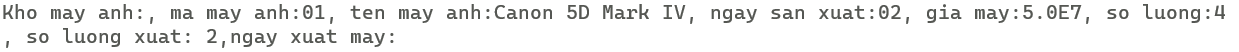 Kho may anh:, ma may anh:01, ten may anh:Canon 5D Mark IV, ngay san xuat:02, gia may:5.0E7, so luong:4
, so luong xuat: 2,ngay xuat may: